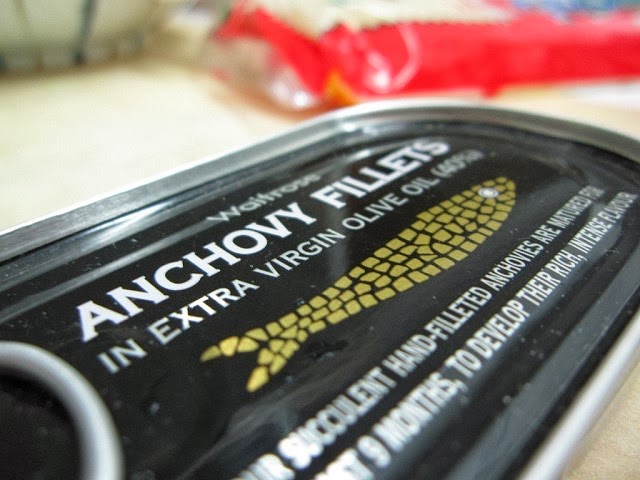 Waitrose
ANCHOVY FILLETS
IN EXTRA VIRGIN OLIVE OIL (40%)
SUCCULENT HAND-FILLETED ANCHOVIES ARE MATURED FOR
9 MONTHS, TO DEVELOP THEIR RICH, INTENSE FLAVOUR